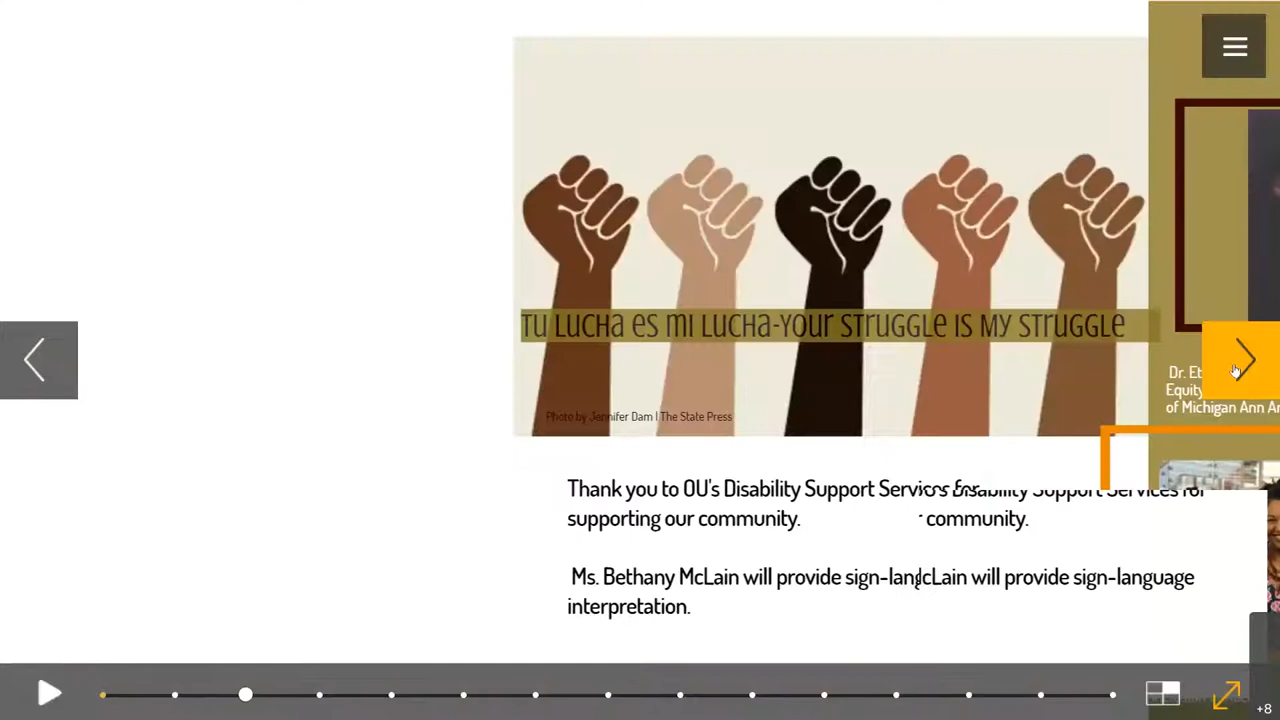 Tu lucha es mi lucha-Your struggle is My struggle
Photo by Jennifer Dam | The State Press
Thank you to OU's Disability Support Services for
supporting our community.
Ms. Bethany McLain will provide sign-language
interpretation.
Dr.
Equity
of Michigan Ann
+8